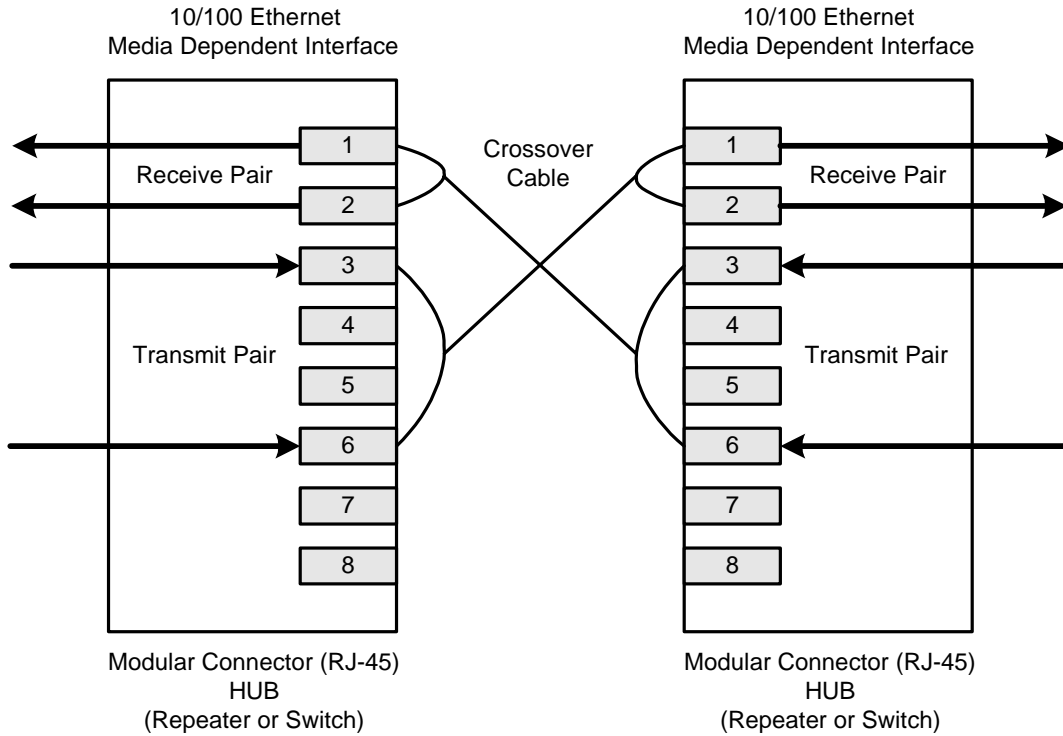 10/100 Ethernet
Media Dependent Interface
10/100 Ethernet
Media Dependent Interface
1
2
3
4
5
6
7
8
Receive Pair
Transmit Pair
Crossover
Cable
1
2
3
4
5
6
7
8
Receive Pair
Transmit Pair
Modular Connector (RJ-45)
HUB
(Repeater or Switch)
Modular Connector (RJ-45)
HUB
(Repeater or Switch)